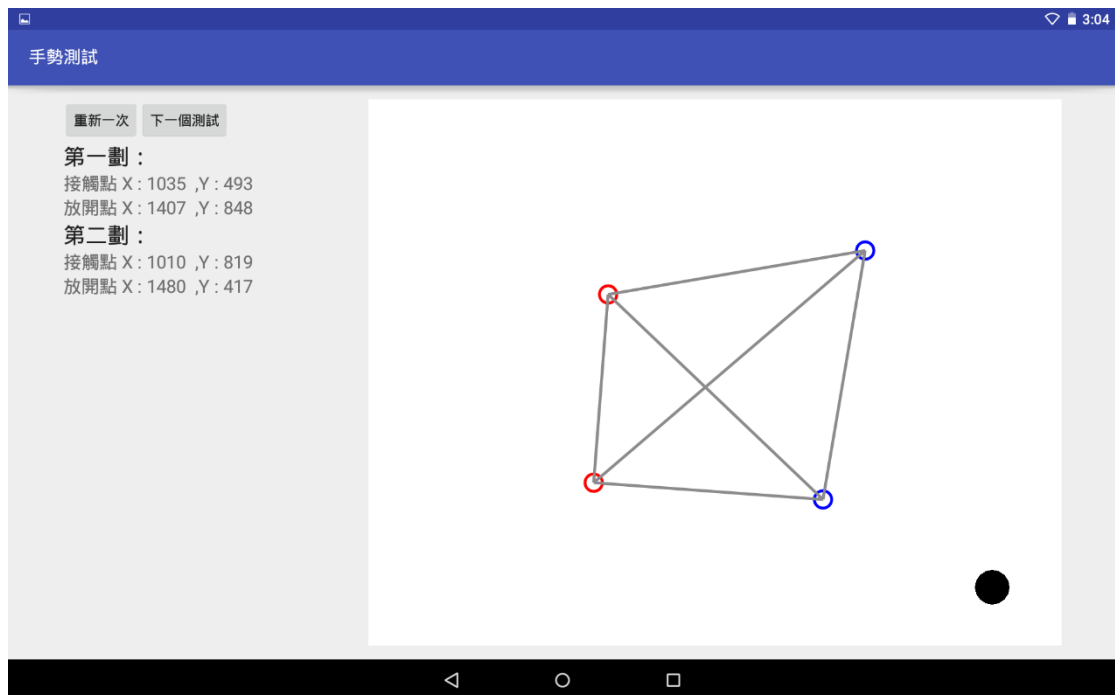 3:04
手勢測試
重新一次 下一個測試
第一劃：
接觸點 X : 1035 ,Y : 493
放開點 X : 1407 ,Y : 848
第二劃：
接觸點 X : 1010 ,Y : 819
放開點 X : 1480 ,Y : 417